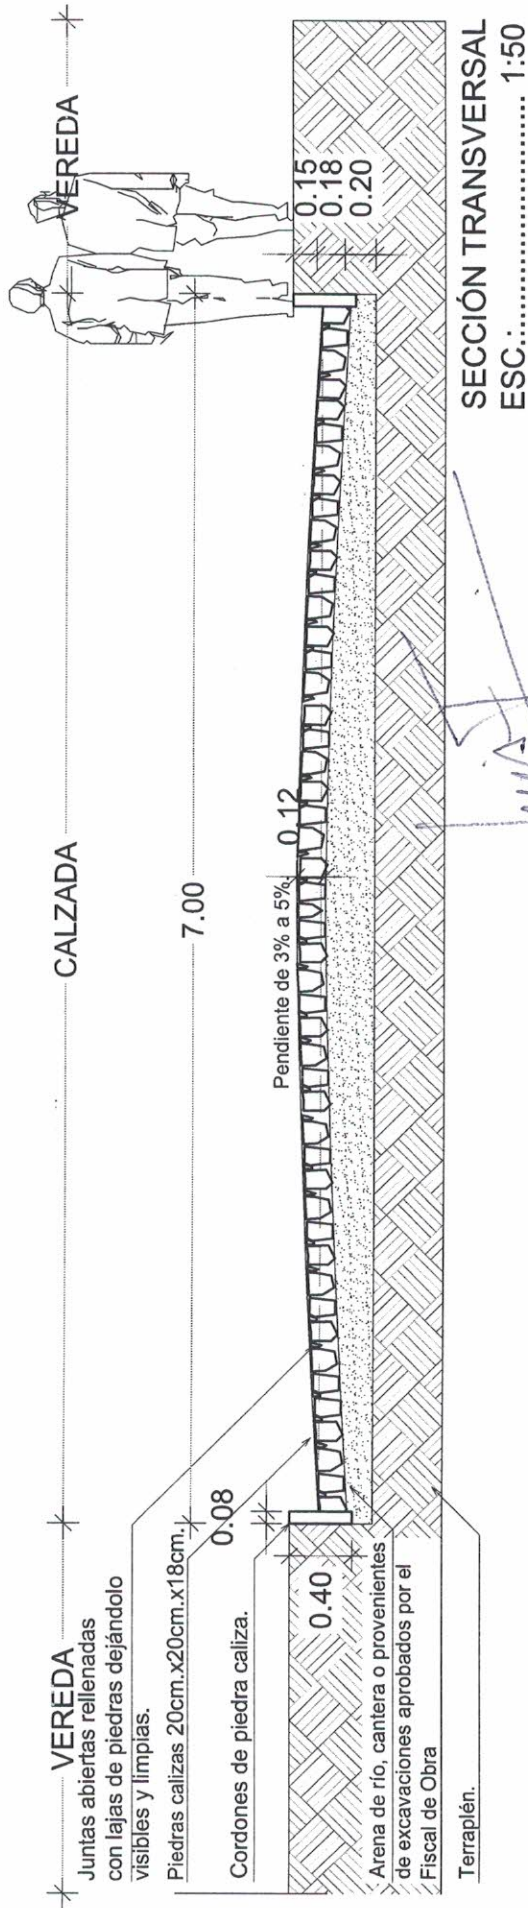 VEREDA
CALZADA
VEREDA
Juntas abiertas rellenadas
con lajas de piedras dejándolo
visibles y limpias.
7.00
Piedras calizas 20cm.x20cm.x18cm.
0.08
Cordones de piedra caliza.
Pendiente de 3% a 5%.
0.12
0.15
0.18
0.20
0.40
Arena de río, cantera o provenientes
de excavaciones aprobados por el
Fiscal de Obra
Terraplén.
SECCIÓN TRANSVERSAL
ESC.:........................ 1:50